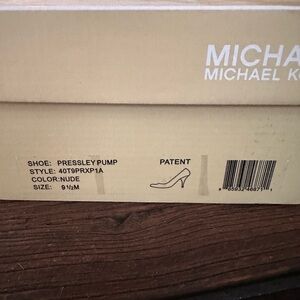 MICHA
MICHAEL K
SHOE: PRESSLEY PUMP
PATENT
STYLE: 40T9PRXP1A
COLOR: NUDE
SIZE: 9 ½M